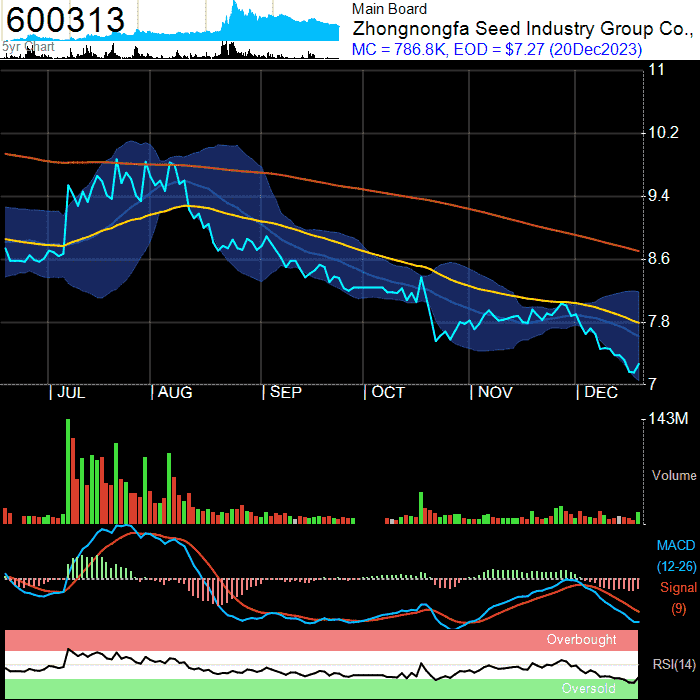 600313
5yr Chart
Main Board
Zhongnongfa Seed Industry Group Co.,
MC = 786.8K, EOD = $7.27 (20Dec2023)
11
10.2
9.4
8.6
7.8
7
| JUL | AUG | SEP | OCT | NOV | DEC
143M
Volume
MACD
(12-26)
Signal
(9)
Overbought
RSI(14)
Oversold